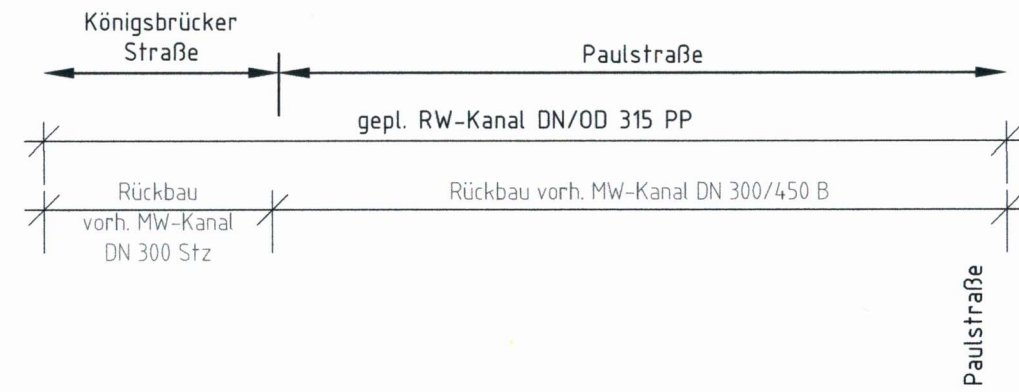 Königsbrücker
Straße
Paulstraße
gepl. RW-Kanal DN/OD 315 PP
Rückbau
vorh. MW-Kanal
DN 300 Stz
Rückbau vorh. MW-Kanal DN 300/450 B
Paulstraße